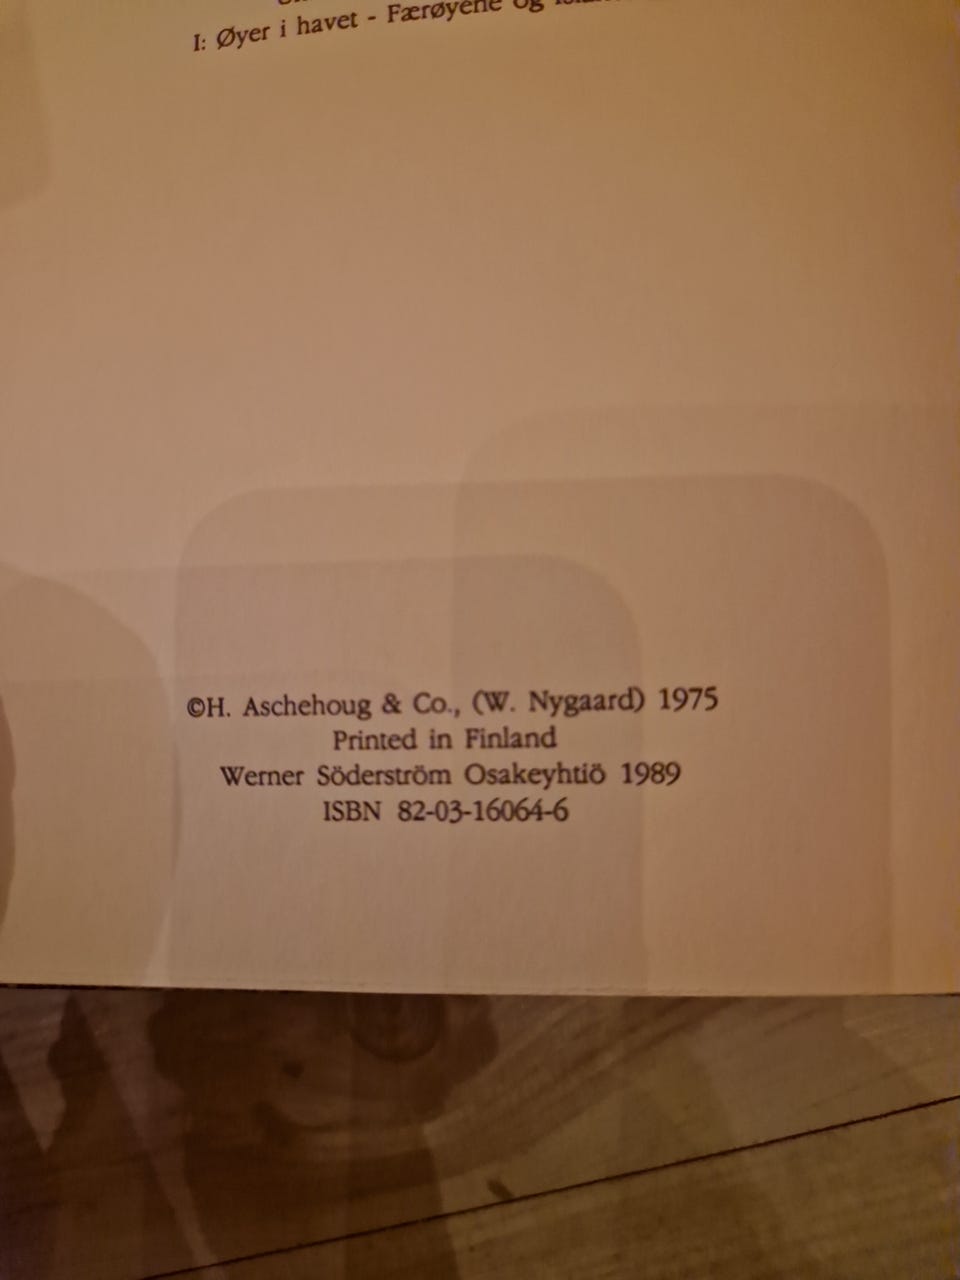 I: Øyer i havet - Færøyene og
©H. Aschehoug & Co., (W. Nygaard) 1975
Printed in Finland
Werner Söderström Osakeyhtiö 1989
ISBN 82-03-16064-6